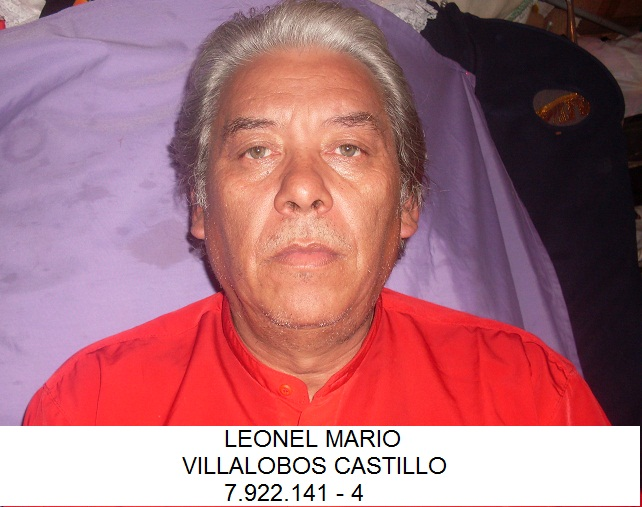 LEONEL MARIO
VILLALOBOS CASTILLO
7.922.141 - 4